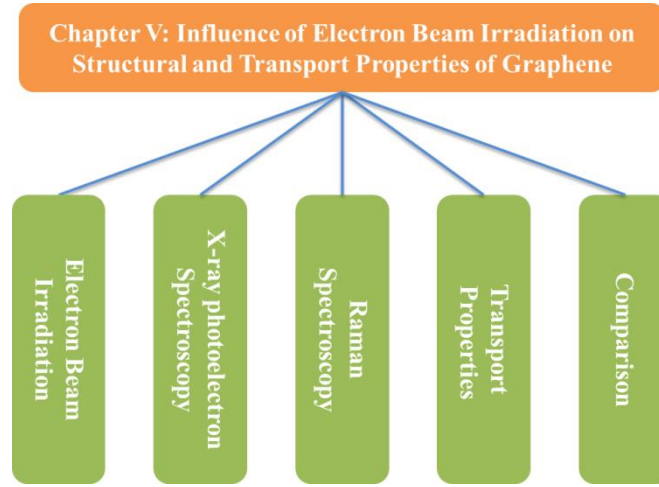 Chapter V: Influence of Electron Beam Irradiation on
Structural and Transport Properties of Graphene
Electron Beam
Irradiation
X-ray photoelectron
Spectroscopy
Raman
Spectroscopy
Transport
Properties
Comparison